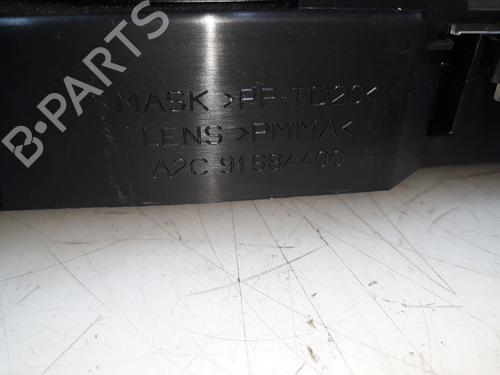 B-PARTS
MASK >PP-TD20<
LENS >PMMA<
A2C 91684400